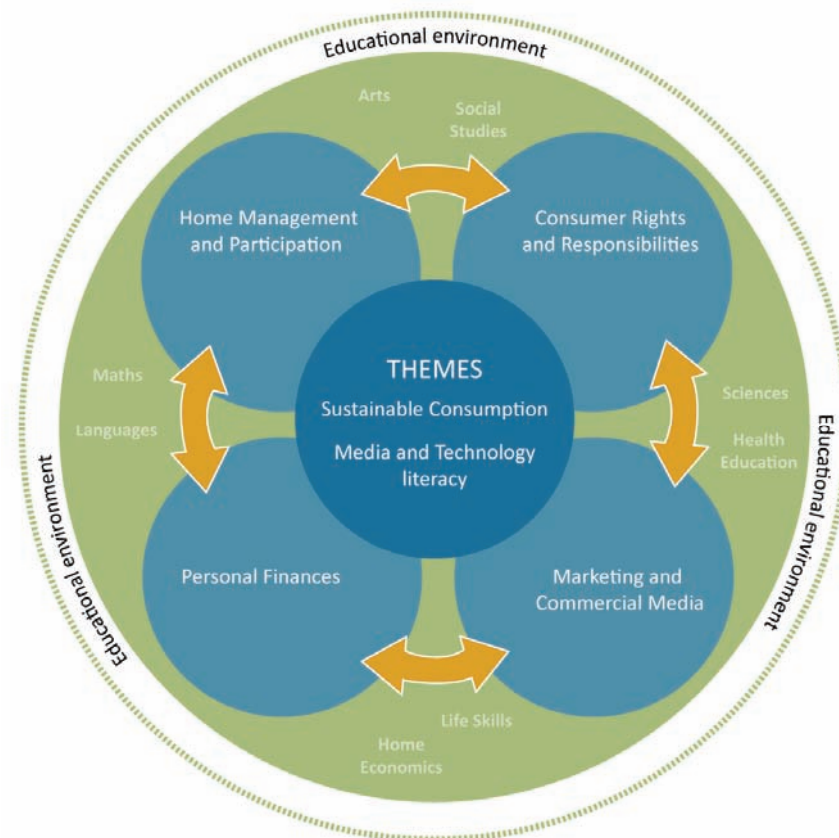 Educational environment
Arts
Social
Studies
Home Management
and Participation
Consumer Rights
and Responsibilities
THEMES
Sustainable Consumption
Media and Technology
literacy
Maths
Languages
Sciences
Health
Education
Educational environment
Educational environment
Personal Finances
Marketing and
Commercial Media
Life Skills
Home
Economics